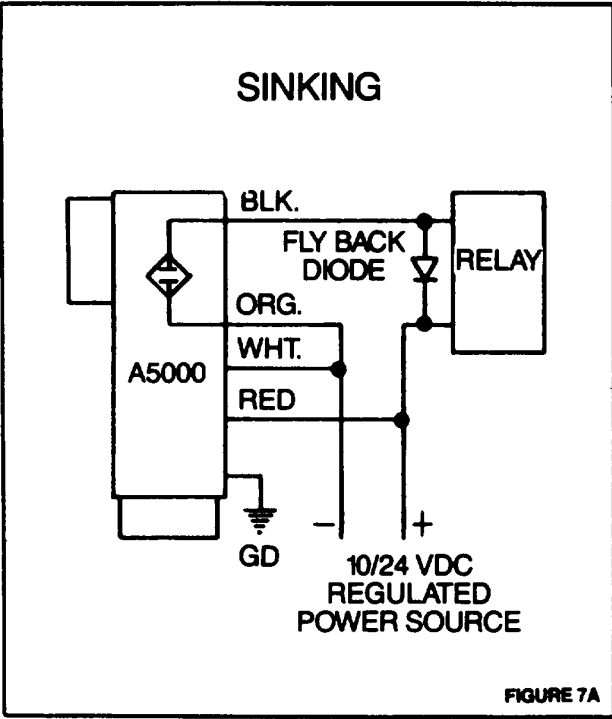 SINKING
BLK.
FLY BACK
DIODE
RELAY
ORG.
WHT.
A5000
RED
- +
GD
10/24 VDC
REGULATED
POWER SOURCE
FIGURE 7A